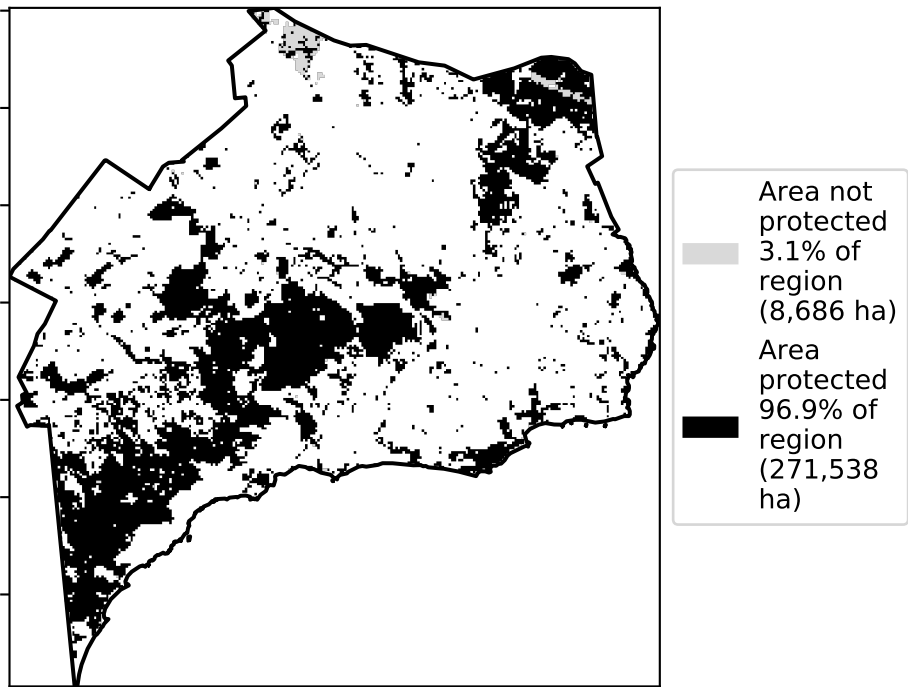 Area not
protected
3.1% of
region
(8,686 ha)
Area
protected
96.9% of
region
(271,538
ha)